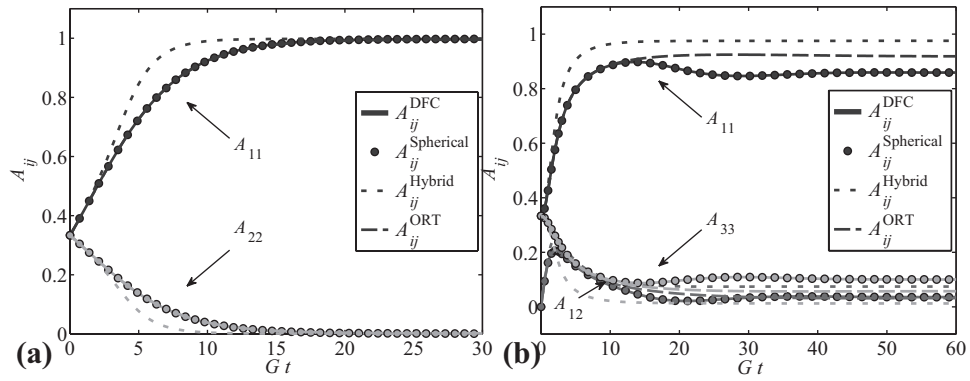 1
0.8
0.6
0.4
0.2
0
A_ij
0 5 10 15 20 25 30
G t
(a)
A_11
A_22
A_ij^DFC
A_ij^Spherical
A_ij^Hybrid
A_ij^ORT
1
0.8
0.6
0.4
0.2
0
A_ij
0 10 20 30 40 50 60
G t
(b)
A_11
A_33
A_12
A_ij^DFC
A_ij^Spherical
A_ij^Hybrid
A_ij^ORT